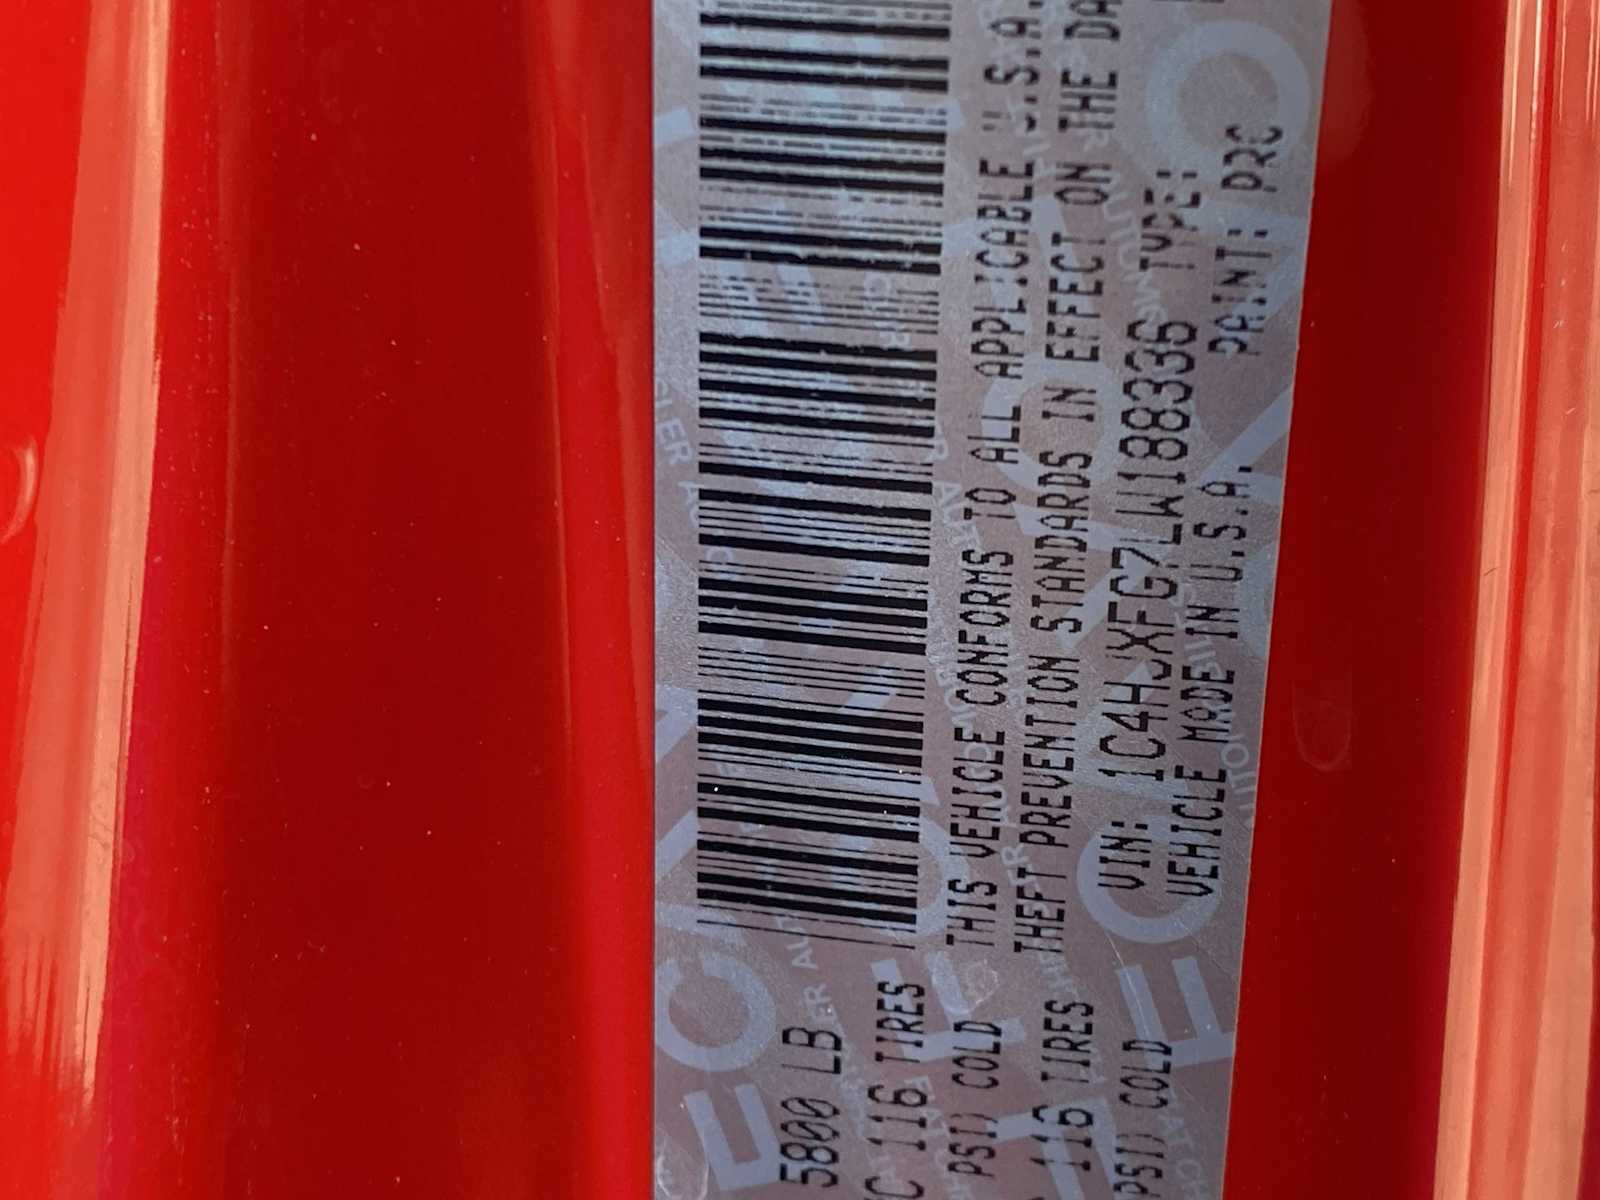 5800 LB
116 TIRES
PSI) COLD
116 TIRES
PSI) COLD
THIS VEHICLE CONFORMS TO ALL APPLICABLE U.S.A.
THEFT PREVENTION STANDARDS IN EFFECT ON THE DA
VIN: 1C4HJXFG7LW188336 TYPE:
VEHICLE MADE IN U.S.A. PAINT: PRC